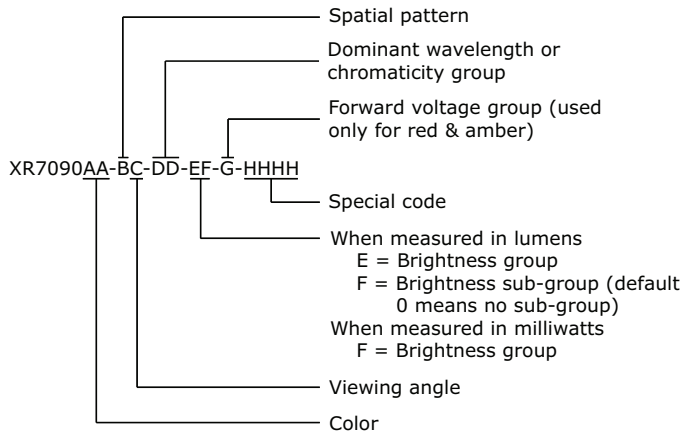 Spatial pattern
Dominant wavelength or
chromaticity group
Forward voltage group (used
only for red & amber)
XR7090AA-BC-DD-EF-G-HHHH
Special code
When measured in lumens
E = Brightness group
F = Brightness sub-group (default
0 means no sub-group)
When measured in milliwatts
F = Brightness group
Viewing angle
Color